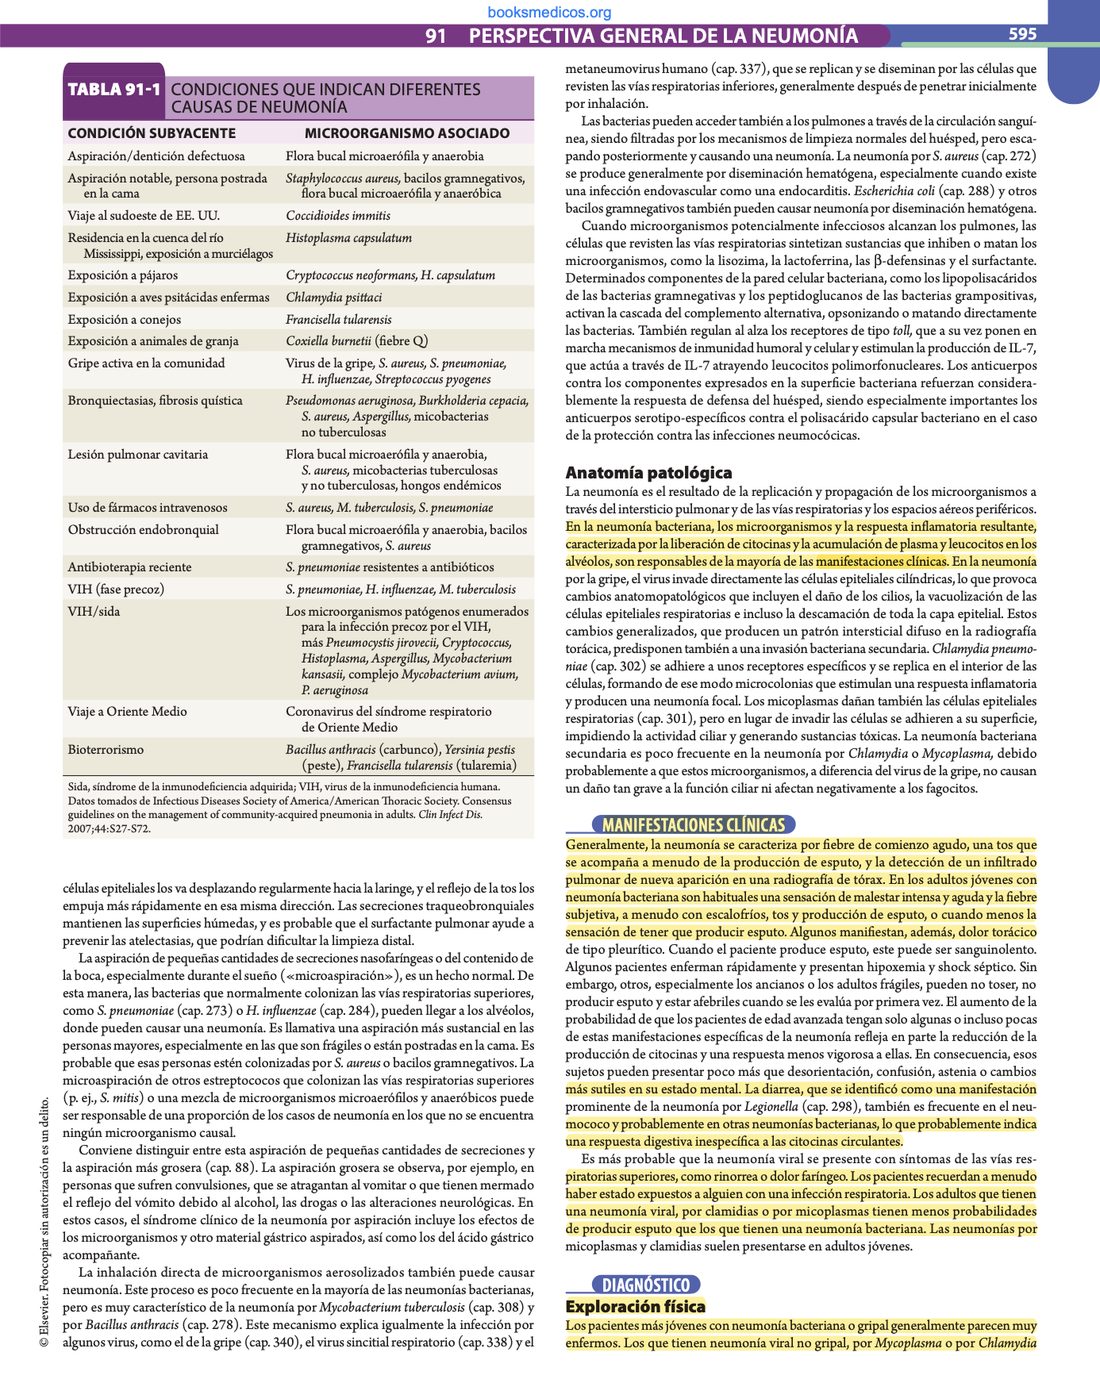 booksmedicos.org
91 PERSPECTIVA GENERAL DE LA NEUMONÍA
595
TABLA 91-1 CONDICIONES QUE INDICAN DIFERENTES
CAUSAS DE NEUMONÍA
CONDICIÓN SUBYACENTE MICROORGANISMO ASOCIADO
Aspiración/dentición defectuosa Flora bucal microaerófila y anaerobia
Aspiración notable, persona postrada Staphylococcus aureus, bacilos gramnegativos,
en la cama flora bucal microaerófila y anaeróbica
Viaje al sudoeste de EE. UU. Coccidioides immitis
Residencia en la cuenca del río Histoplasma capsulatum
Mississippi, exposición a murciélagos
Exposición a pájaros Cryptococcus neoformans, H. capsulatum
Exposición a aves psitácidas enfermas Chlamydia psittaci
Exposición a conejos Francisella tularensis
Exposición a animales de granja Coxiella burnetii (fiebre Q)
Gripe activa en la comunidad Virus de la gripe, S. aureus, S. pneumoniae,
H. influenzae, Streptococcus pyogenes
Bronquiectasias, fibrosis quística Pseudomonas aeruginosa, Burkholderia cepacia,
S. aureus, Aspergillus, micobacterias
no tuberculosas
Lesión pulmonar cavitaria Flora bucal microaerófila y anaerobia,
S. aureus, micobacterias tuberculosas
y no tuberculosas, hongos endémicos
Uso de fármacos intravenosos S. aureus, M. tuberculosis, S. pneumoniae
Obstrucción endobronquial Flora bucal microaerófila y anaerobia, bacilos
gramnegativos, S. aureus
Antibioterapia reciente S. pneumoniae resistentes a antibióticos
VIH (fase precoz) S. pneumoniae, H. influenzae, M. tuberculosis
VIH/sida Los microorganismos patógenos enumerados
para la infección precoz por el VIH,
más Pneumocystis jirovecii, Cryptococcus,
Histoplasma, Aspergillus, Mycobacterium
kansasii, complejo Mycobacterium avium,
P. aeruginosa
Viaje a Oriente Medio Coronavirus del síndrome respiratorio
de Oriente Medio
Bioterrorismo Bacillus anthracis (carbunco), Yersinia pestis
(peste), Francisella tularensis (tularemia)
Sida, síndrome de la inmunodeficiencia adquirida; VIH, virus de la inmunodeficiencia humana.
Datos tomados de Infectious Diseases Society of America/American Thoracic Society. Consensus
guidelines on the management of community-acquired pneumonia in adults. Clin Infect Dis.
2007;44:S27-S72.
células epiteliales los va desplazando regularmente hacia la laringe, y el reflejo de la tos los
empuja más rápidamente en esa misma dirección. Las secreciones traqueobronquiales
mantienen las superficies húmedas, y es probable que el surfactante pulmonar ayude a
prevenir las atelectasias, que podrían dificultar la limpieza distal.
La aspiración de pequeñas cantidades de secreciones nasofaríngeas o del contenido de
la boca, especialmente durante el sueño («microaspiración»), es un hecho normal. De
esta manera, las bacterias que normalmente colonizan las vías respiratorias superiores,
como S. pneumoniae (cap. 273) o H. influenzae (cap. 284), pueden llegar a los alvéolos,
donde pueden causar una neumonía. Es llamativa una aspiración más sustancial en las
personas mayores, especialmente en las que son frágiles o están postradas en la cama. Es
probable que esas personas estén colonizadas por S. aureus o bacilos gramnegativos. La
microaspiración de otros estreptococos que colonizan las vías respiratorias superiores
(p. ej., S. mitis) o una mezcla de microorganismos microaerófilos y anaeróbicos puede
ser responsable de una proporción de los casos de neumonía en los que no se encuentra
ningún microorganismo causal.
Conviene distinguir entre esta aspiración de pequeñas cantidades de secreciones y
la aspiración más grosera (cap. 88). La aspiración grosera se observa, por ejemplo, en
personas que sufren convulsiones, que se atragantan al vomitar o que tienen mermado
el reflejo del vómito debido al alcohol, las drogas o las alteraciones neurológicas. En
estos casos, el síndrome clínico de la neumonía por aspiración incluye los efectos de
los microorganismos y otro material gástrico aspirados, así como los del ácido gástrico
acompañante.
La inhalación directa de microorganismos aerosolizados también puede causar
neumonía. Este proceso es poco frecuente en la mayoría de las neumonías bacterianas,
pero es muy característico de la neumonía por Mycobacterium tuberculosis (cap. 308) y
por Bacillus anthracis (cap. 278). Este mecanismo explica igualmente la infección por
algunos virus, como el de la gripe (cap. 340), el virus sincitial respiratorio (cap. 338) y el
© Elsevier. Fotocopiar sin autorización es un delito.
metaneumovirus humano (cap. 337), que se replican y se diseminan por las células que
revisten las vías respiratorias inferiores, generalmente después de penetrar inicialmente
por inhalación.
Las bacterias pueden acceder también a los pulmones a través de la circulación sanguí-
nea, siendo filtradas por los mecanismos de limpieza normales del huésped, pero esca-
pando posteriormente y causando una neumonía. La neumonía por S. aureus (cap. 272)
se produce generalmente por diseminación hematógena, especialmente cuando existe
una infección endovascular como una endocarditis. Escherichia coli (cap. 288) y otros
bacilos gramnegativos también pueden causar neumonía por diseminación hematógena.
Cuando microorganismos potencialmente infecciosos alcanzan los pulmones, las
células que revisten las vías respiratorias sintetizan sustancias que inhiben o matan los
microorganismos, como la lisozima, la lactoferrina, las β-defensinas y el surfactante.
Determinados componentes de la pared celular bacteriana, como los lipopolisacáridos
de las bacterias gramnegativas y los peptidoglucanos de las bacterias grampositivas,
activan la cascada del complemento alternativa, opsonizando o matando directamente
las bacterias. También regulan al alza los receptores de tipo toll, que a su vez ponen en
marcha mecanismos de inmunidad humoral y celular y estimulan la producción de IL-7,
que actúa a través de IL-7 atrayendo leucocitos polimorfonucleares. Los anticuerpos
contra los componentes expresados en la superficie bacteriana refuerzan considera-
blemente la respuesta de defensa del huésped, siendo especialmente importantes los
anticuerpos serotipo-específicos contra el polisacárido capsular bacteriano en el caso
de la protección contra las infecciones neumocócicas.
Anatomía patológica
La neumonía es el resultado de la replicación y propagación de los microorganismos a
través del intersticio pulmonar y de las vías respiratorias y los espacios aéreos periféricos.
En la neumonía bacteriana, los microorganismos y la respuesta inflamatoria resultante,
caracterizada por la liberación de citocinas y la acumulación de plasma y leucocitos en los
alvéolos, son responsables de la mayoría de las manifestaciones clínicas. En la neumonía
por la gripe, el virus invade directamente las células epiteliales cilíndricas, lo que provoca
cambios anatomopatológicos que incluyen el daño de los cilios, la vacuolización de las
células epiteliales respiratorias e incluso la descamación de toda la capa epitelial. Estos
cambios generalizados, que producen un patrón intersticial difuso en la radiografía
torácica, predisponen también a una invasión bacteriana secundaria. Chlamydia pneumo-
niae (cap. 302) se adhiere a unos receptores específicos y se replica en el interior de las
células, formando de ese modo microcolonias que estimulan una respuesta inflamatoria
y producen una neumonía focal. Los micoplasmas dañan también las células epiteliales
respiratorias (cap. 301), pero en lugar de invadir las células se adhieren a su superficie,
impidiendo la actividad ciliar y generando sustancias tóxicas. La neumonía bacteriana
secundaria es poco frecuente en la neumonía por Chlamydia o Mycoplasma, debido
probablemente a que estos microorganismos, a diferencia del virus de la gripe, no causan
un daño tan grave a la función ciliar ni afectan negativamente a los fagocitos.
MANIFESTACIONES CLÍNICAS
Generalmente, la neumonía se caracteriza por fiebre de comienzo agudo, una tos que
se acompaña a menudo de la producción de esputo, y la detección de un infiltrado
pulmonar de nueva aparición en una radiografía de tórax. En los adultos jóvenes con
neumonía bacteriana son habituales una sensación de malestar intensa y aguda y la fiebre
subjetiva, a menudo con escalofríos, tos y producción de esputo, o cuando menos la
sensación de tener que producir esputo. Algunos manifiestan, además, dolor torácico
de tipo pleurítico. Cuando el paciente produce esputo, este puede ser sanguinolento.
Algunos pacientes enferman rápidamente y presentan hipoxemia y shock séptico. Sin
embargo, otros, especialmente los ancianos o los adultos frágiles, pueden no toser, no
producir esputo y estar afebriles cuando se les evalúa por primera vez. El aumento de la
probabilidad de que los pacientes de edad avanzada tengan solo algunas o incluso pocas
de estas manifestaciones específicas de la neumonía refleja en parte la reducción de la
producción de citocinas y una respuesta menos vigorosa a ellas. En consecuencia, esos
sujetos pueden presentar poco más que desorientación, confusión, astenia o cambios
más sutiles en su estado mental. La diarrea, que se identificó como una manifestación
prominente de la neumonía por Legionella (cap. 298), también es frecuente en el neu-
mococo y probablemente en otras neumonías bacterianas, lo que probablemente indica
una respuesta digestiva inespecífica a las citocinas circulantes.
Es más probable que la neumonía viral se presente con síntomas de las vías res-
piratorias superiores, como rinorrea o dolor faríngeo. Los pacientes recuerdan a menudo
haber estado expuestos a alguien con una infección respiratoria. Los adultos que tienen
una neumonía viral, por clamidias o por micoplasmas tienen menos probabilidades
de producir esputo que los que tienen una neumonía bacteriana. Las neumonías por
micoplasmas y clamidias suelen presentarse en adultos jóvenes.
DIAGNÓSTICO
Exploración física
Los pacientes más jóvenes con neumonía bacteriana o gripal generalmente parecen muy
enfermos. Los que tienen neumonía viral no gripal, por Mycoplasma o por Chlamydia